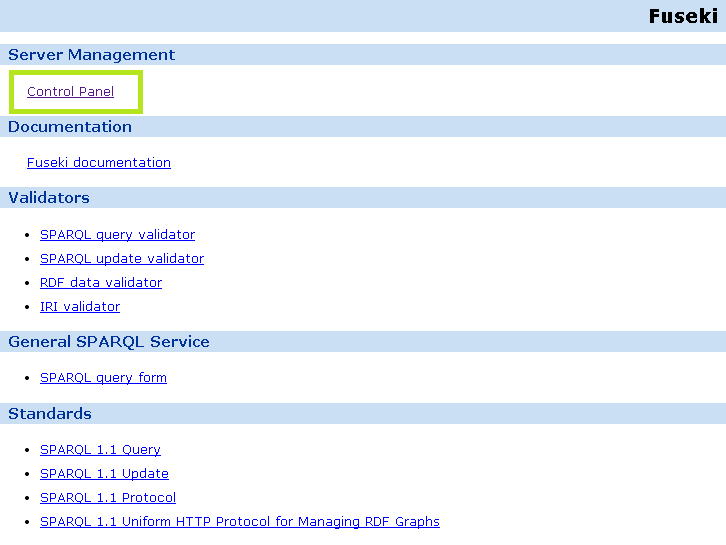 Fuseki
Server Management
Control Panel
Documentation
Fuseki documentation
Validators
SPARQL query validator
SPARQL update validator
RDF data validator
IRI validator
General SPARQL Service
SPARQL query form
Standards
SPARQL 1.1 Query
SPARQL 1.1 Update
SPARQL 1.1 Protocol
SPARQL 1.1 Uniform HTTP Protocol for Managing RDF Graphs